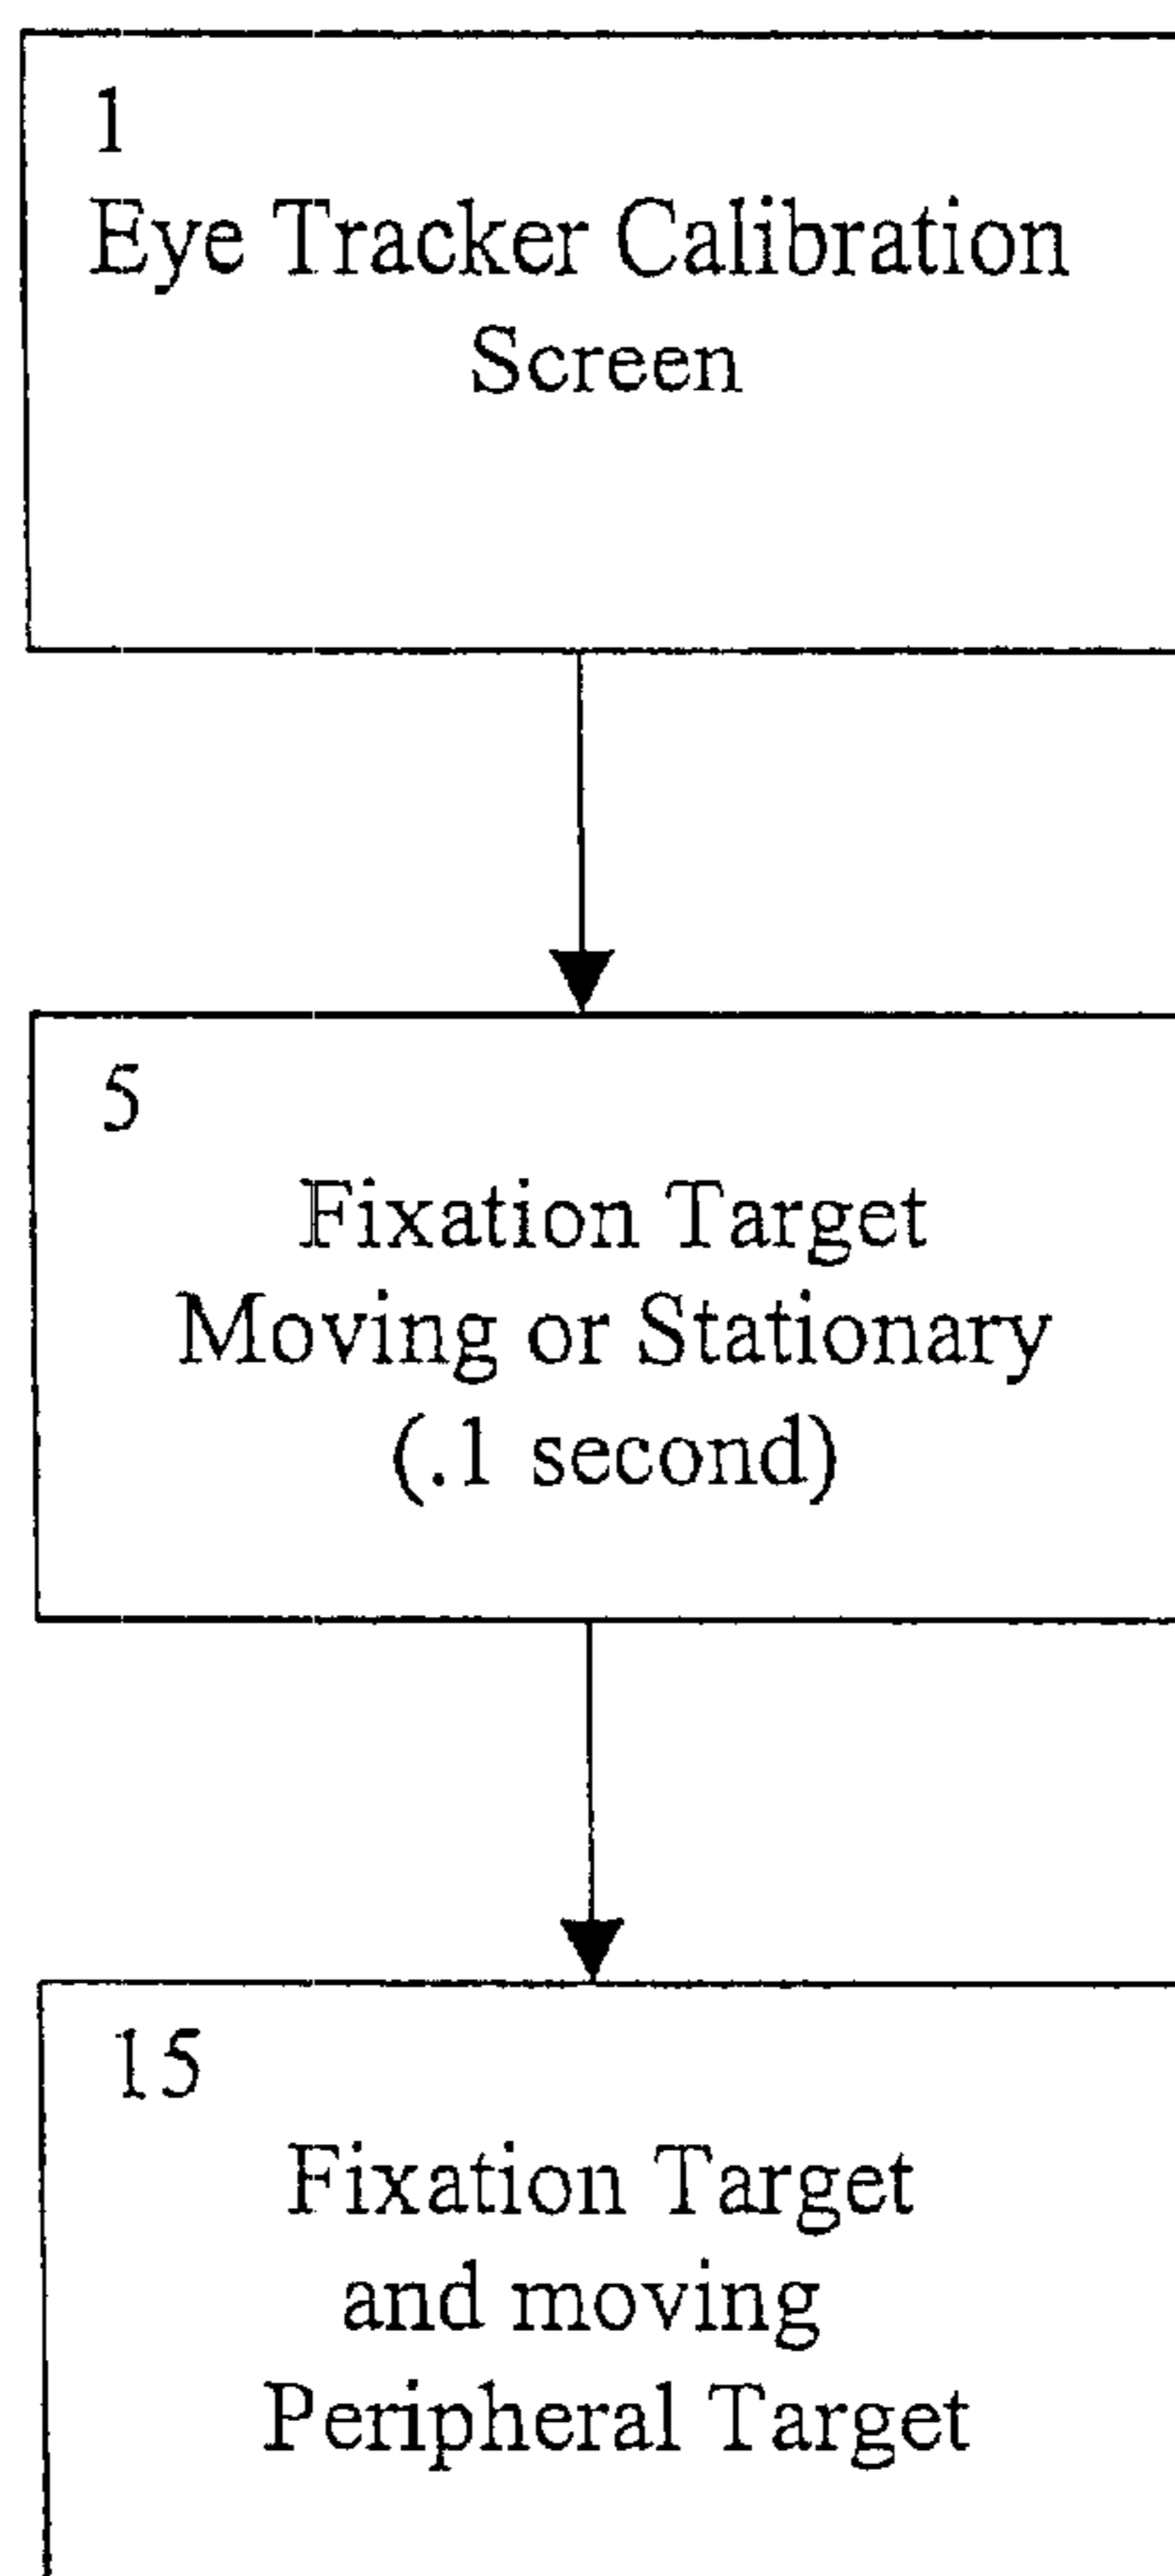 1
Eye Tracker Calibration
Screen
5
Fixation Target
Moving or Stationary
(.1 second)
15
Fixation Target
and moving
Peripheral Target